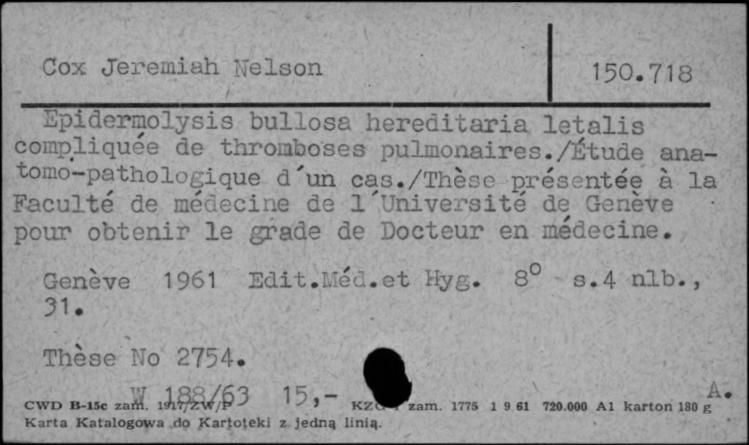 Cox Jeremiah Nelson
150.718
Epidermolysis bullosa hereditaria letalis
compliquée de thromboses pulmonaires./Étude ana-
tomo-pathologique d´un cas./Thèse présentée à la
Faculté de médecine de l´Université de Genève
pour obtenir le grade de Docteur en médecine.
Genève 1961 Edit.Méd.et Hyg. 8° s.4 nlb.,
31.
Thèse No 2754.
W 188/63 15,- A.
CWD B-15c zam. 1917/ZW/P KZG zam. 1775 1 9 61 720.000 A1 karton 180 g
Karta Katalogowa do Kartoteki z jedną linią.